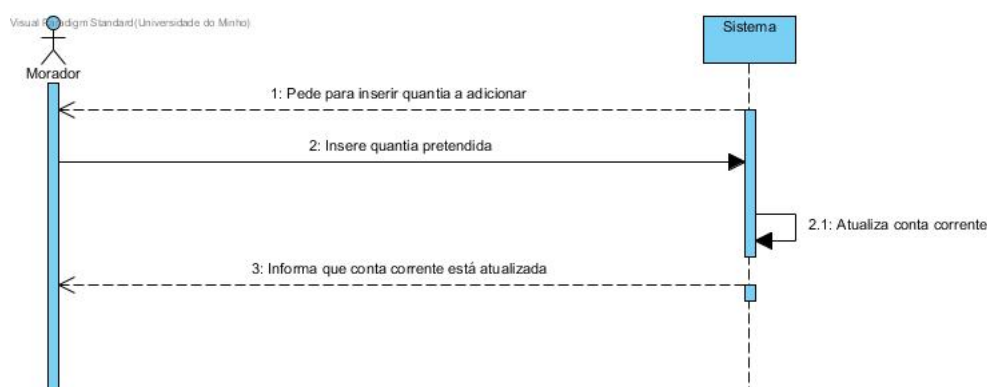 Visual Paradigm Standard(Universidade do Minho)
Sistema
Morador
1: Pede para inserir quantia a adicionar
2: Insere quantia pretendida
2.1: Atualiza conta corrente
3: Informa que conta corrente está atualizada